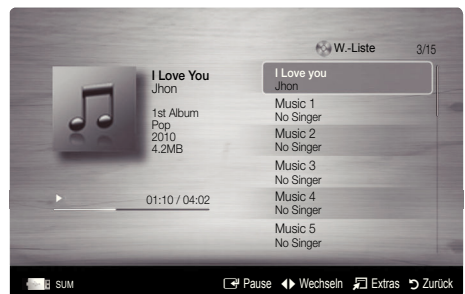 W.-Liste 3/15
I Love You
Jhon
1st Album
Pop
2010
4.2MB
01:10 / 04:02
I Love you
Jhon
Music 1
No Singer
Music 2
No Singer
Music 3
No Singer
Music 4
No Singer
Music 5
No Singer
SUM Pause Wechseln Extras Zurück